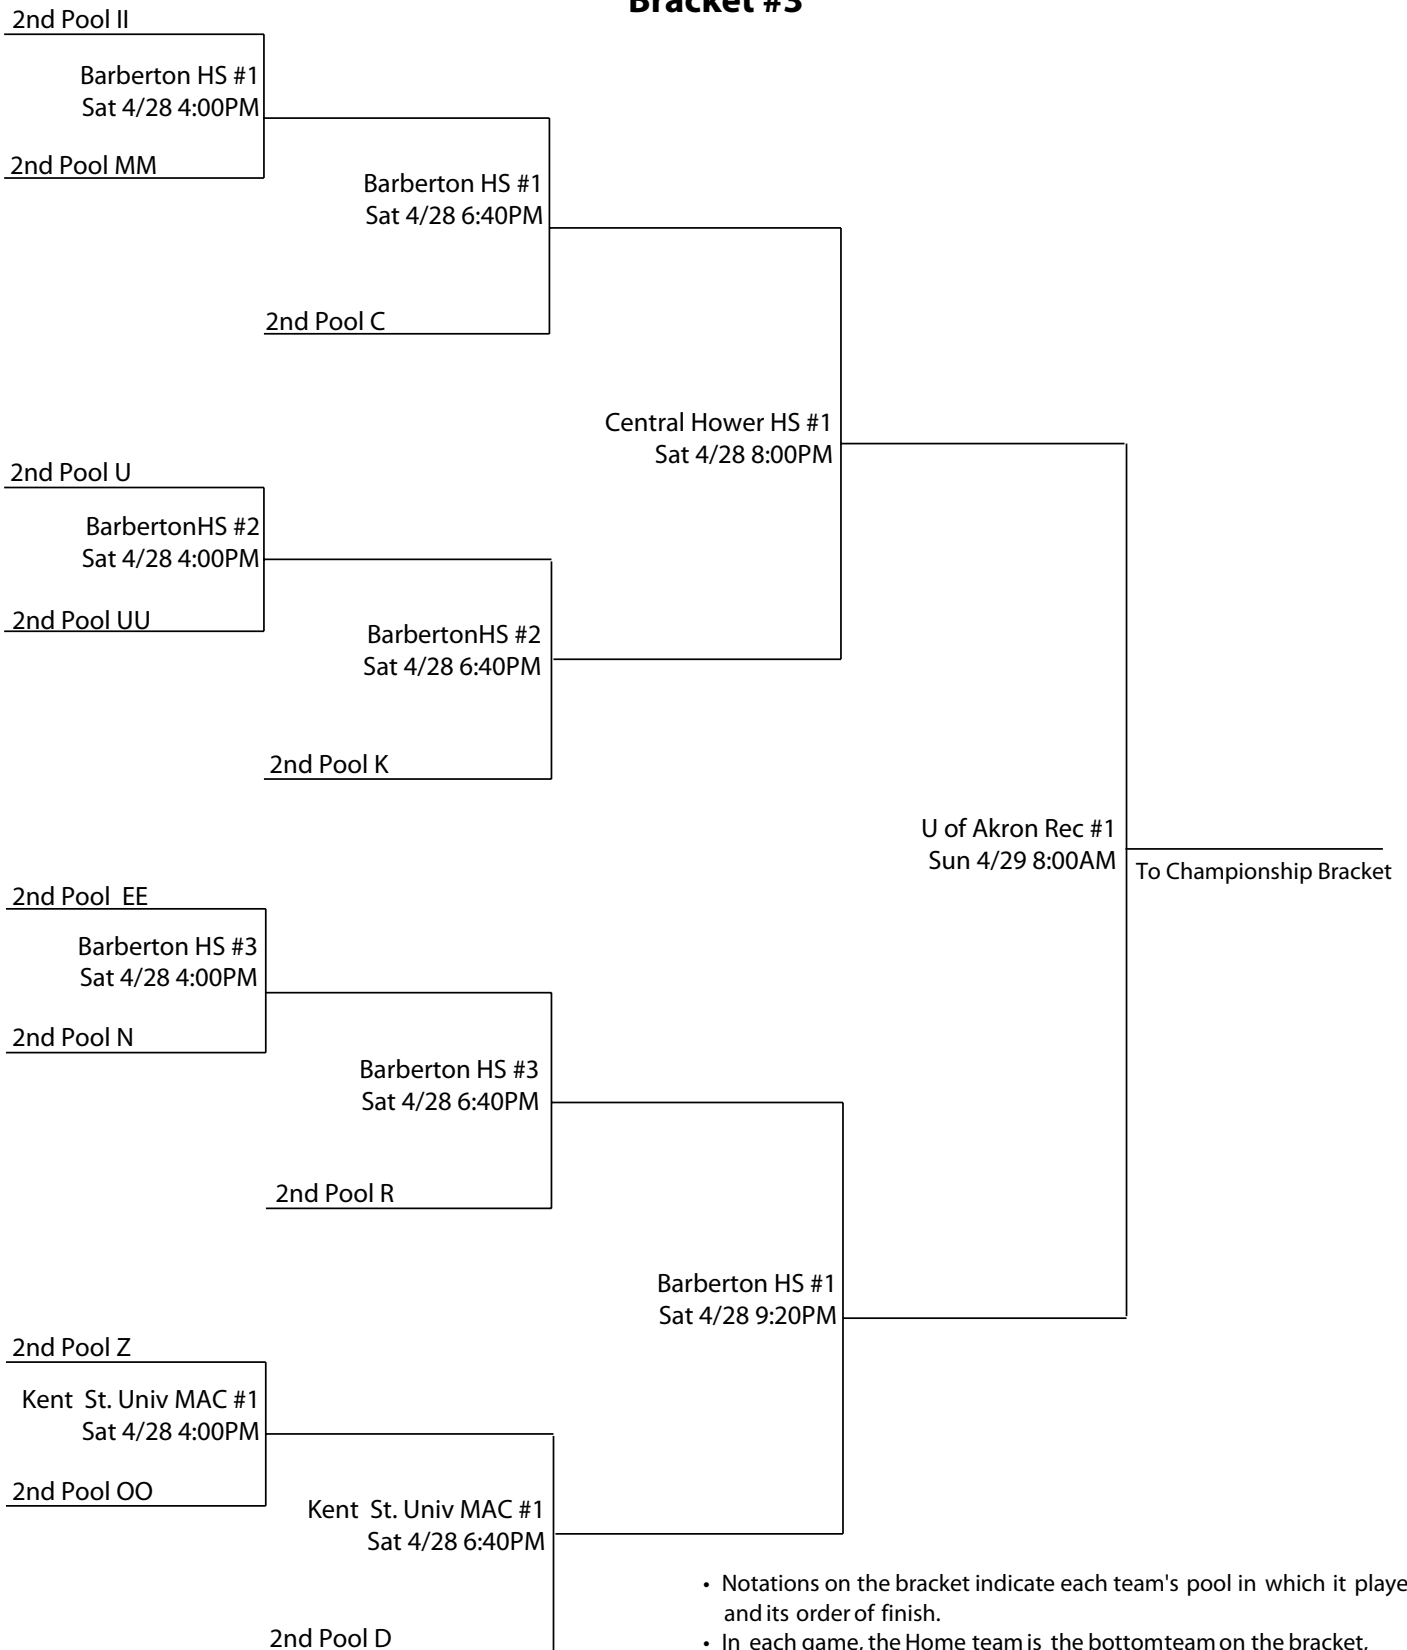 Bracket #3
2nd Pool II
Barberton HS #1
Sat 4/28 4:00PM
2nd Pool MM
Barberton HS #1
Sat 4/28 6:40PM
2nd Pool C
Central Hower HS #1
Sat 4/28 8:00PM
2nd Pool U
BarbertonHS #2
Sat 4/28 4:00PM
2nd Pool UU
BarbertonHS #2
Sat 4/28 6:40PM
2nd Pool K
U of Akron Rec #1
Sun 4/29 8:00AM
To Championship Bracket
2nd Pool EE
Barberton HS #3
Sat 4/28 4:00PM
2nd Pool N
Barberton HS #3
Sat 4/28 6:40PM
2nd Pool R
Barberton HS #1
Sat 4/28 9:20PM
2nd Pool Z
Kent St. Univ MAC #1
Sat 4/28 4:00PM
2nd Pool OO
Kent St. Univ MAC #1
Sat 4/28 6:40PM
2nd Pool D
• Notations on the bracket indicate each team's pool in which it playe
and its order of finish.
• In each game, the Home team is the bottomteam on the bracket,